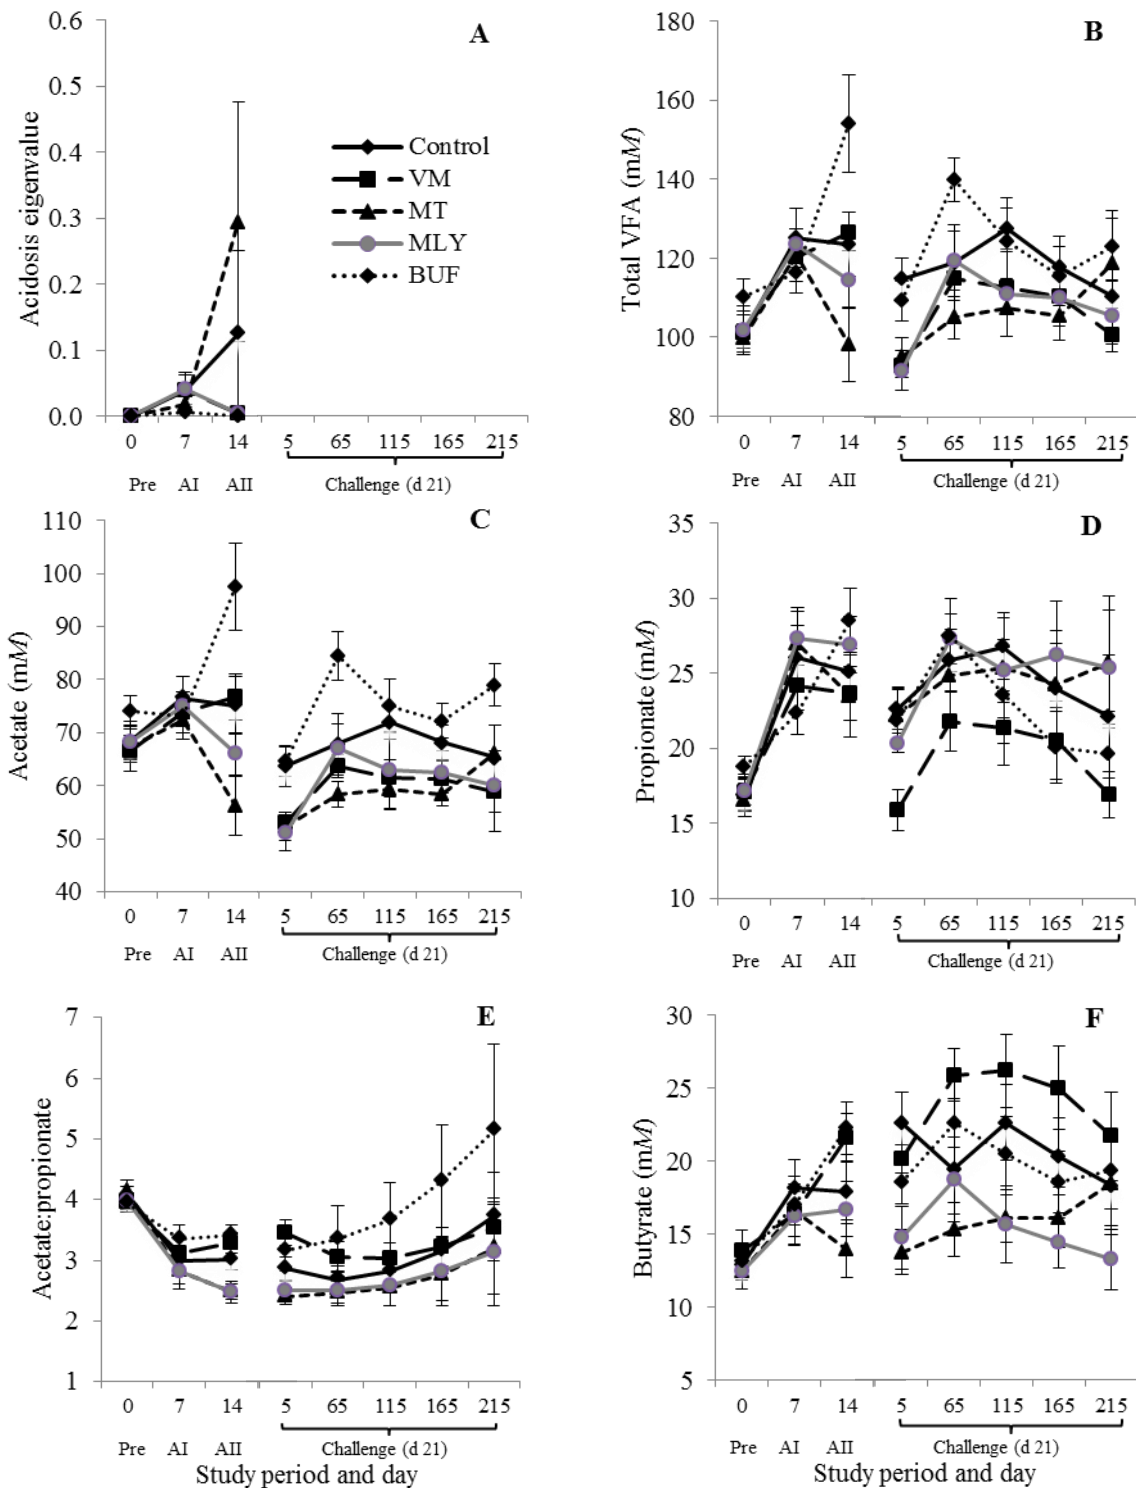 A
0.6
0.5
0.4
0.3
0.2
0.1
0.0
Acidosis eigenvalue
Control
VM
MT
MLY
BUF
0 7 14 5 65 115 165 215
Pre AI AII Challenge (d 21)
B
180
160
140
120
100
80
Total VFA (mM)
0 7 14 5 65 115 165 215
Pre AI AII Challenge (d 21)
C
110
100
90
80
70
60
50
40
Acetate (mM)
0 7 14 5 65 115 165 215
Pre AI AII Challenge (d 21)
D
35
30
25
20
15
10
Propionate (mM)
0 7 14 5 65 115 165 215
Pre AI AII Challenge (d 21)
E
7
6
5
4
3
2
1
Acetate:propionate
0 7 14 5 65 115 165 215
Pre AI AII Challenge (d 21)
Study period and day
F
30
25
20
15
10
5
Butyrate (mM)
0 7 14 5 65 115 165 215
Pre AI AII Challenge (d 21)
Study period and day